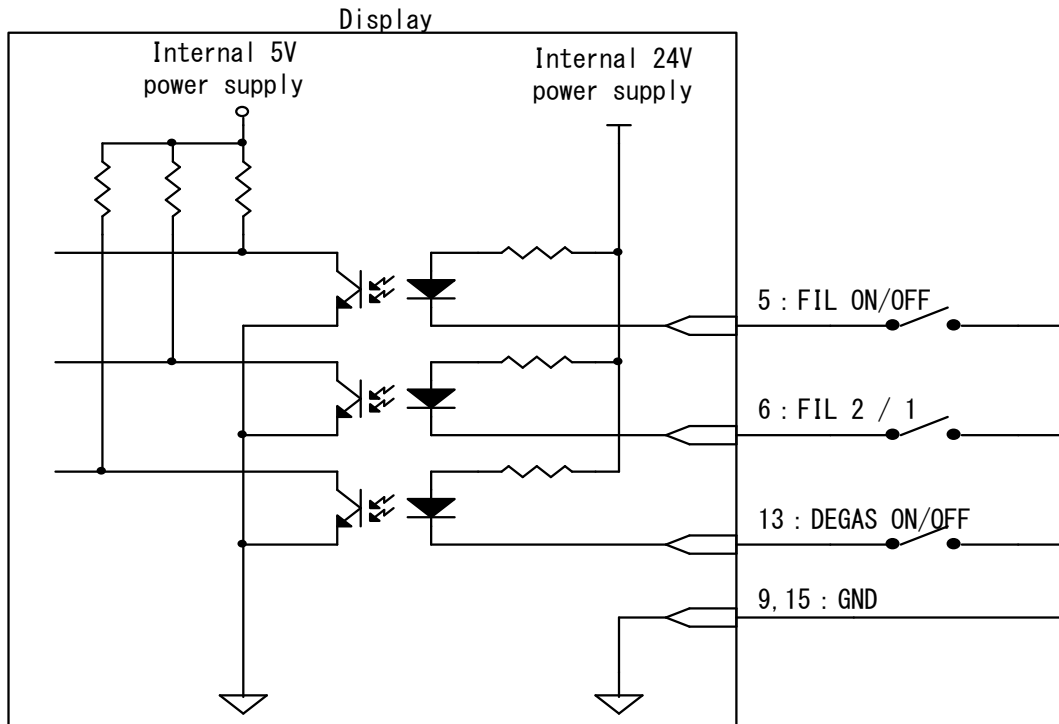 Display
Internal 5V
power supply
Internal 24V
power supply
5：FIL ON/OFF
6：FIL 2 / 1
13：DEGAS ON/OFF
9,15：GND